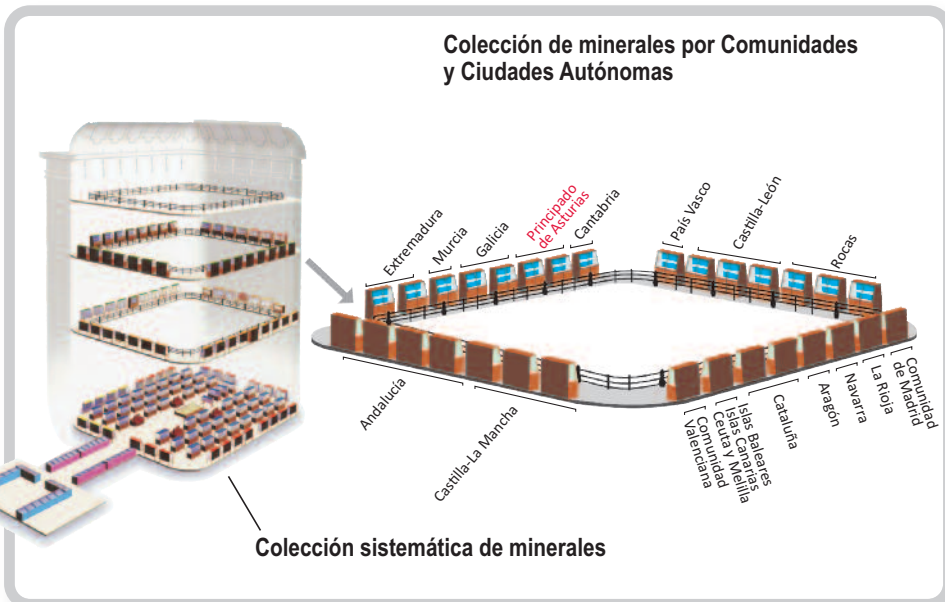 Colección de minerales por Comunidades
y Ciudades Autónomas
Extremadura
Murcia
Galicia
Principado
de Asturias
Cantabria
País Vasco
Castilla-León
Rocas
Andalucía
Castilla-La Mancha
Comunidad
Valenciana
Islas Baleares
Islas Canarias
Ceuta y Melilla
Cataluña
Aragón
Navarra
La Rioja
Comunidad
de Madrid
Colección sistemática de minerales